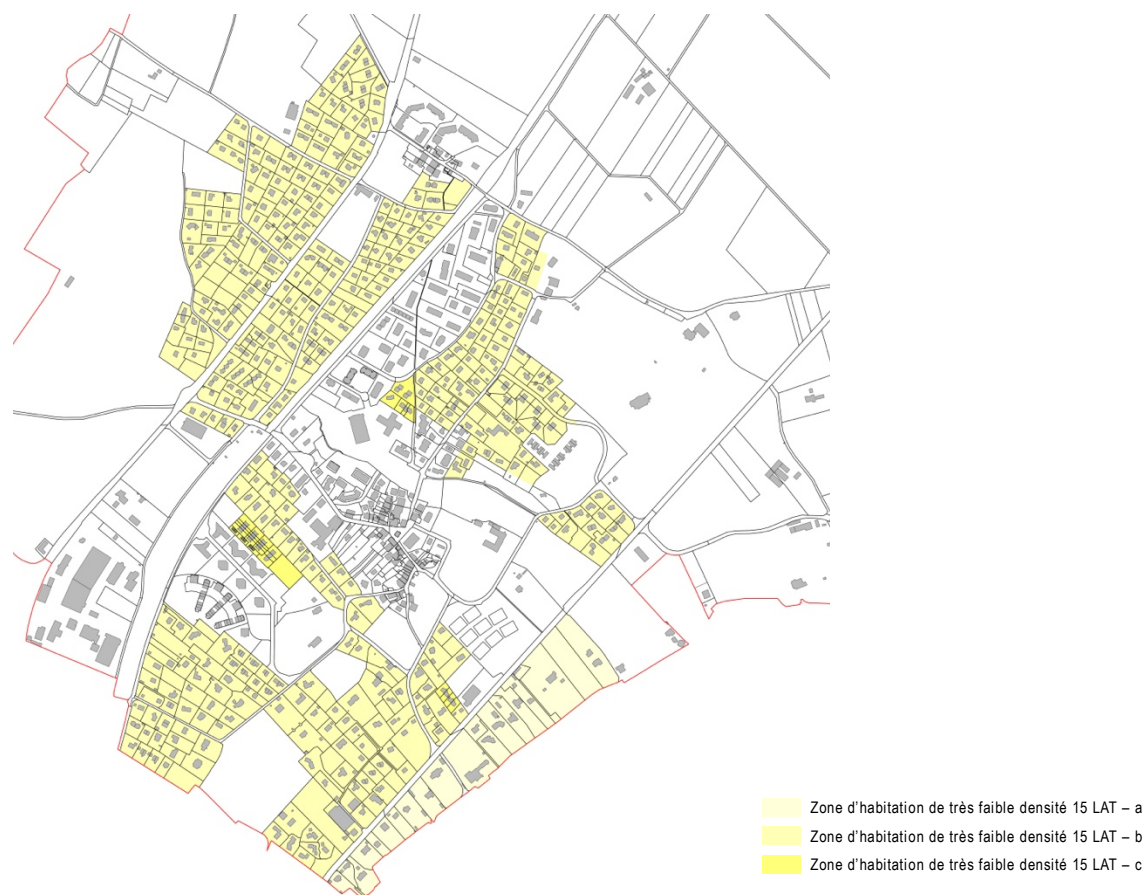 Zone d'habitation de très faible densité 15 LAT – a
Zone d'habitation de très faible densité 15 LAT – b
Zone d'habitation de très faible densité 15 LAT – c